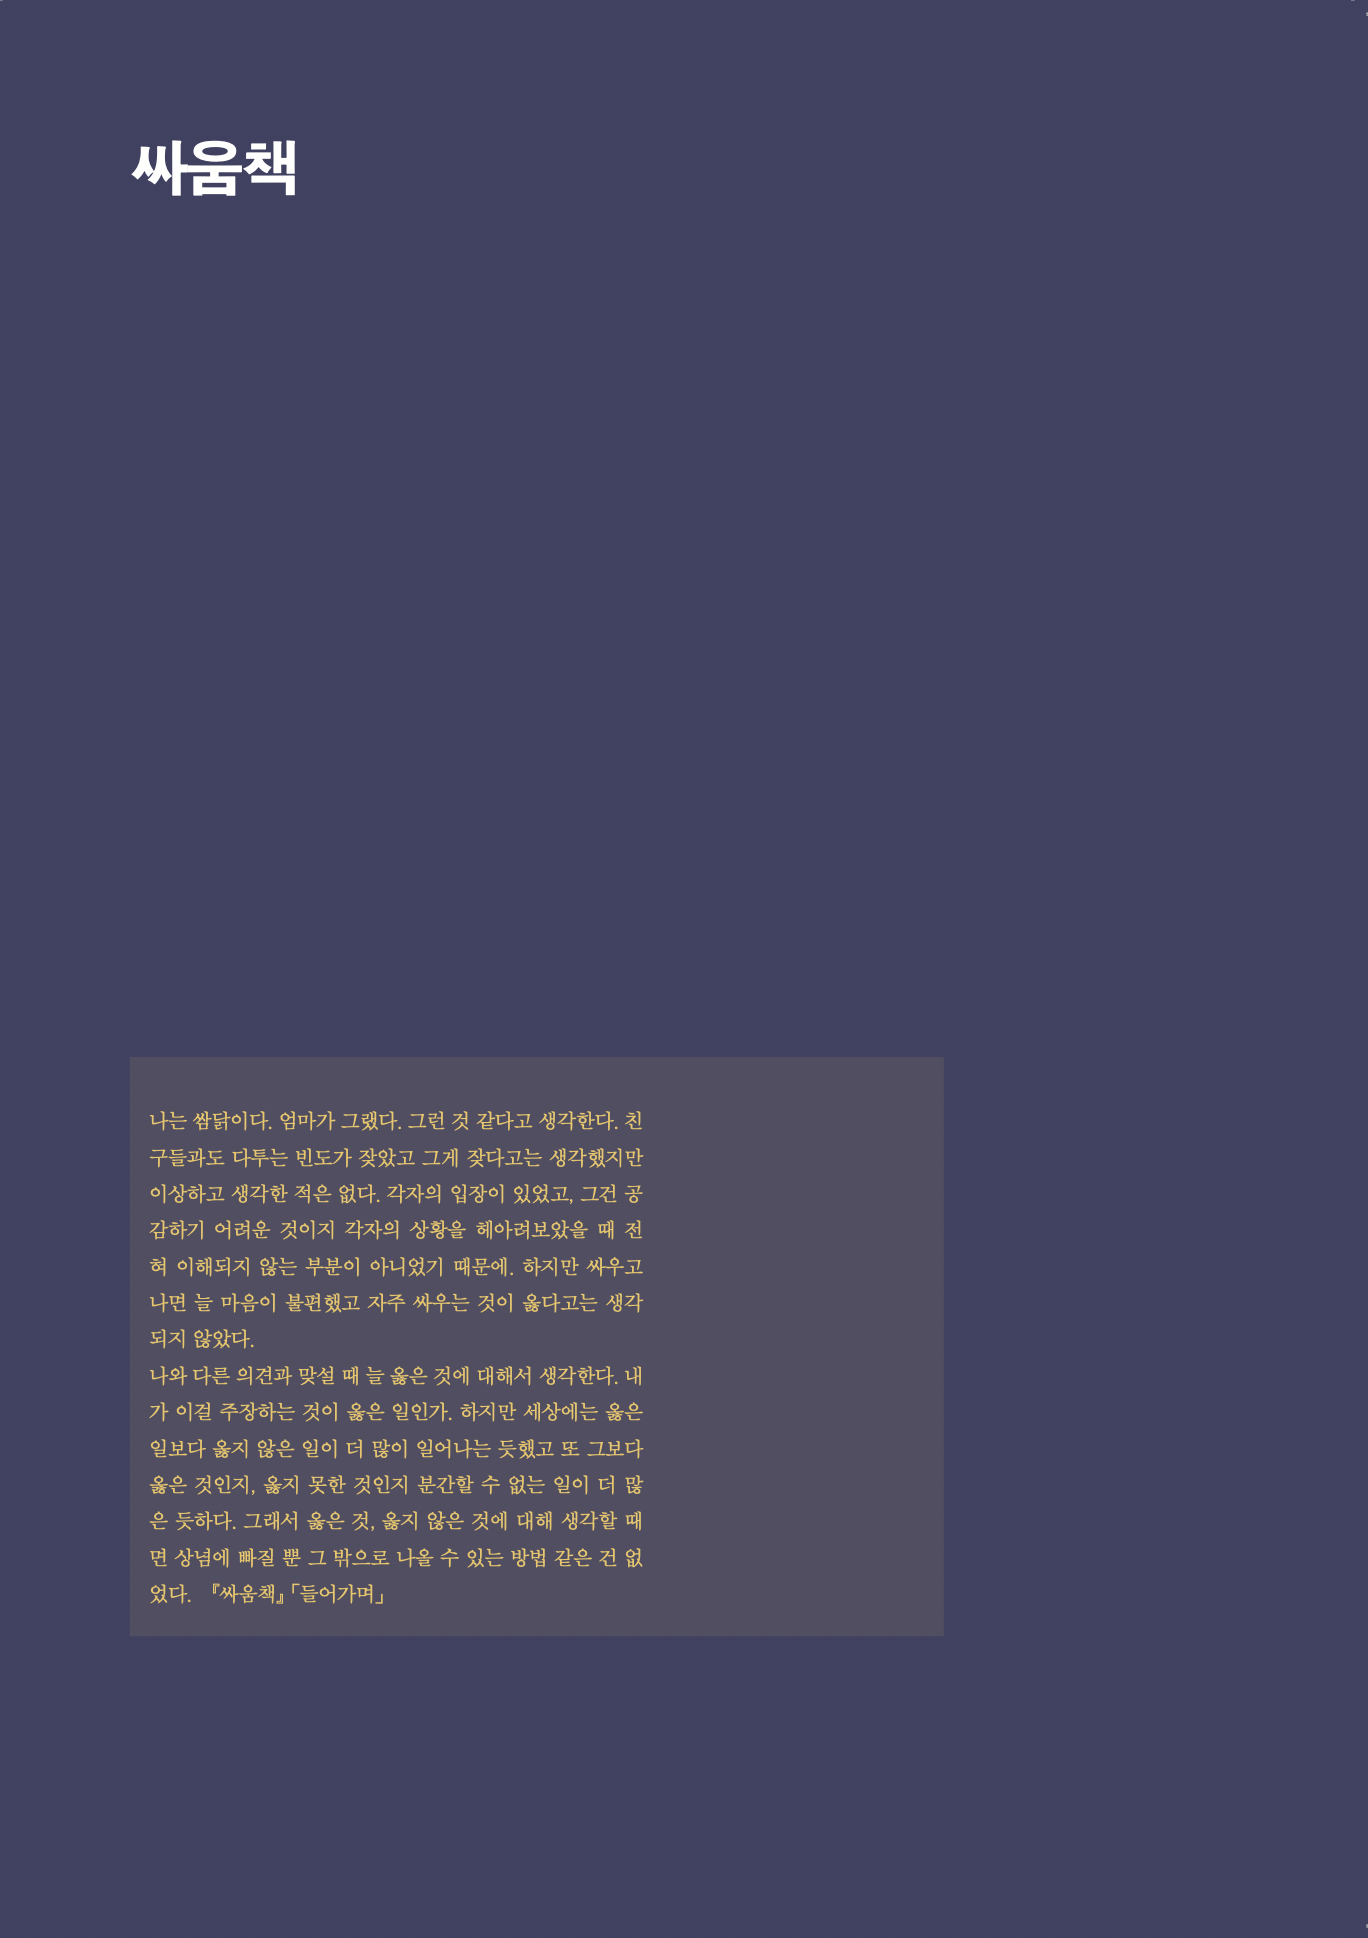 싸움책
나는 쌈닭이다. 엄마가 그랬다. 그런 것 같다고 생각한다. 친
구들과도 다투는 빈도가 잦았고 그게 잦다고는 생각했지만
이상하고 생각한 적은 없다. 각자의 입장이 있었고, 그건 공
감하기 어려운 것이지 각자의 상황을 헤아려보았을 때 전
혀 이해되지 않는 부분이 아니었기 때문에. 하지만 싸우고
나면 늘 마음이 불편했고 자주 싸우는 것이 옳다고는 생각
되지 않았다.
나와 다른 의견과 맞설 때 늘 옳은 것에 대해서 생각한다. 내
가 이걸 주장하는 것이 옳은 일인가. 하지만 세상에는 옳은
일보다 옳지 않은 일이 더 많이 일어나는 듯했고 또 그보다
옳은 것인지, 옳지 못한 것인지 분간할 수 없는 일이 더 많
은 듯하다. 그래서 옳은 것, 옳지 않은 것에 대해 생각할 때
면 상념에 빠질 뿐 그 밖으로 나올 수 있는 방법 같은 건 없
었다. 『싸움책』「들어가며」